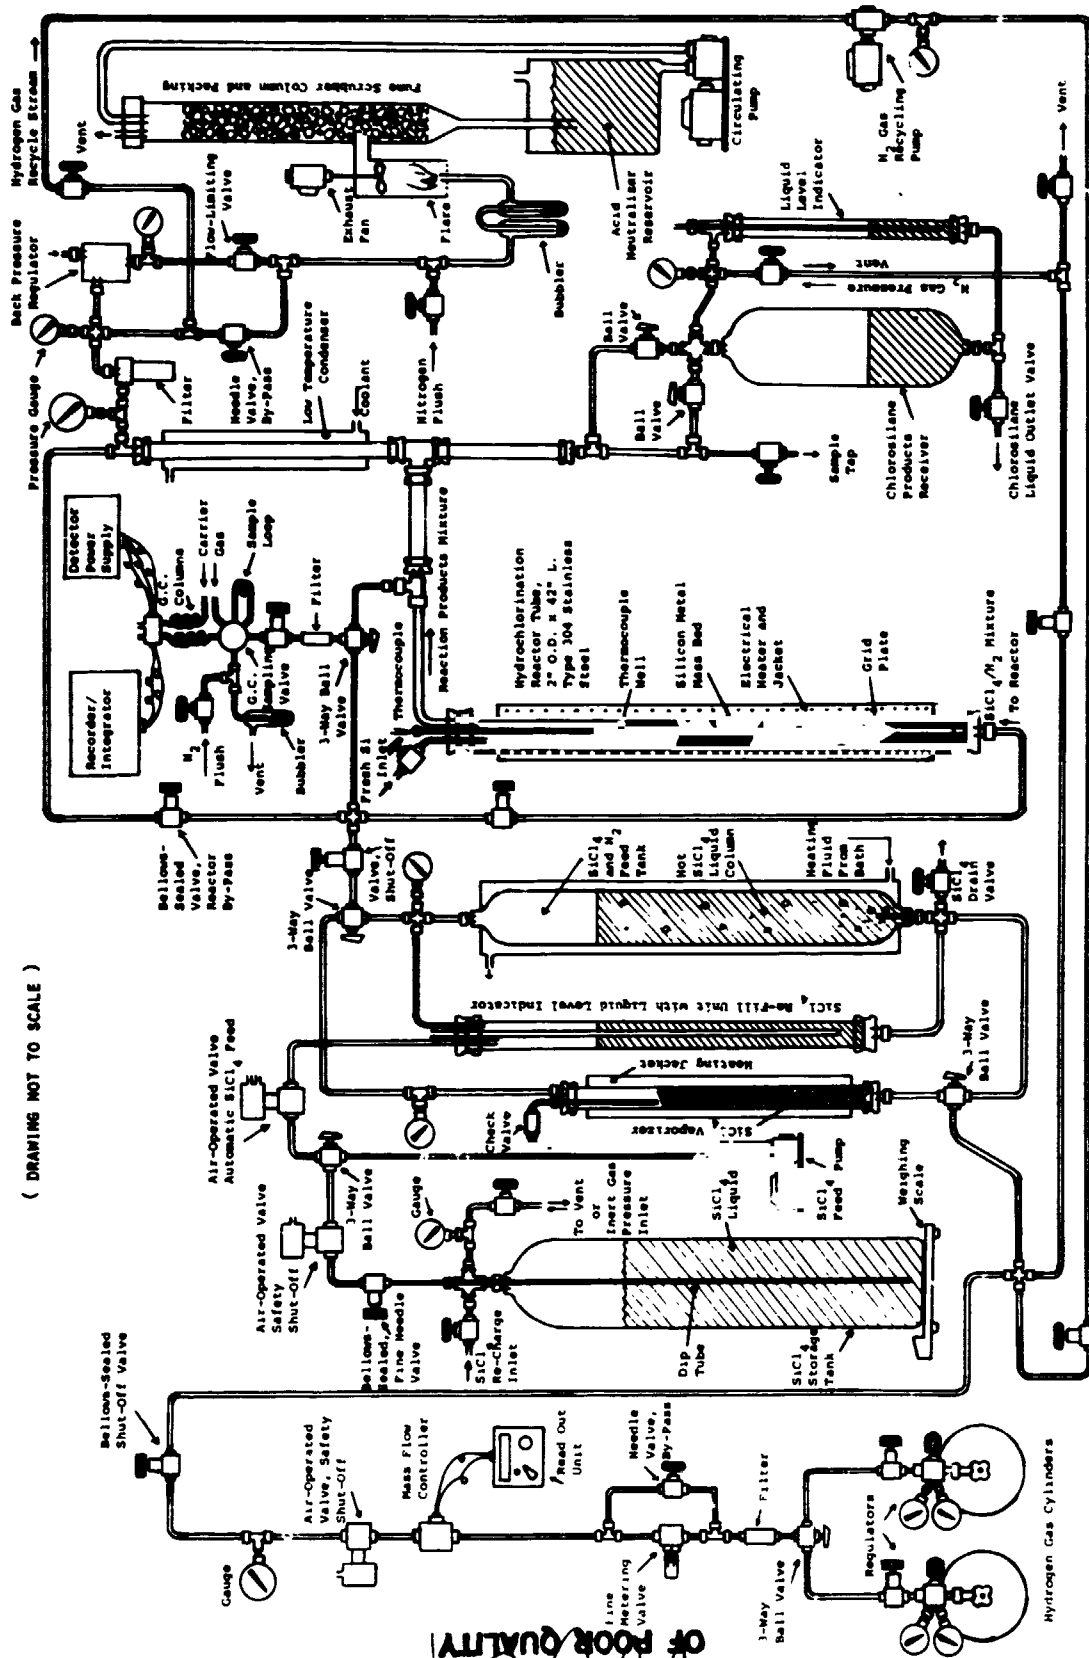 ( DRAWING NOT TO SCALE )
Hydrogen Gas
Recycle Stream
Back Pressure
Regulator
Pressure Gauge
Vent
Flow-Limiting
Valve
Fume Scrubber Column and Packing
Filter
Needle
Valve,
By-Pass
Low Temperature
Condenser
Coolant
Exhaust
Fan
Flare
Nitrogen
Flush
Bubbler
Acid
Neutralizer
Reservoir
Circulating
Pump
H2 Gas
Recycling
Pump
Vent
Liquid
Level
Indicator
Vent
H2 Gas Pressure
Ball
Valve
Ball
Valve
Sample
Tap
Chlorosilane
Products
Receiver
Chlorosilane
Liquid Outlet Valve
Detector
Power
Supply
Recorder/
Integrator
G.C.
Columns
Carrier
Gas
Sample
Loop
N2
Flush
Vent
G.C.
Sampling
Valve
Bubbler
Filter
3-Way Ball
Valve
Thermocouple
Reaction Products Mixture
Fresh Si
Inlet
Hydrochlorination
Reactor Tube,
2" O.D. x 42" L.
Type 304 Stainless
Steel
Thermocouple
Well
Silicon Metal
Mass Bed
Electrical
Heater and
Jacket
Grid
Plate
SiCl4/H2 Mixture
To Reactor
Bellows-
Sealed
Valve,
Reactor
By-Pass
3-Way
Ball Valve
Valve,
Shut-Off
SiCl4
and H2
Feed
Tank
Hot
SiCl4
Liquid
Column
Heating
Fluid
From
Bath
SiCl4
Drain
Valve
SiCl4 Re-Fill Unit with Liquid Level Indicator
Air-Operated Valve
Automatic SiCl4 Feed
Heating Jacket
Check
Valve
SiCl4 Vaporizer
3-Way
Ball Valve
3-Way
Ball Valve
SiCl4
Feed Pump
Air-Operated Valve
Safety
Shut-Off
Gauge
To Vent
or
Inert Gas
Pressure
Inlet
SiCl4
Liquid
Weighing
Scale
Bellows-
Sealed,
Fine Needle
Valve
SiCl4
Re-Charge
Inlet
Dip
Tube
SiCl4
Storage
Tank
Bellows-Sealed
Shut-Off Valve
Air-Operated
Valve, Safety
Shut-Off
Mass Flow
Controller
Read Out
Unit
Needle
Valve,
By-Pass
Filter
Gauge
Fine
Metering
Valve
3-Way
Ball Valve
Regulators
Hydrogen Gas Cylinders
OF POOR QUALITY